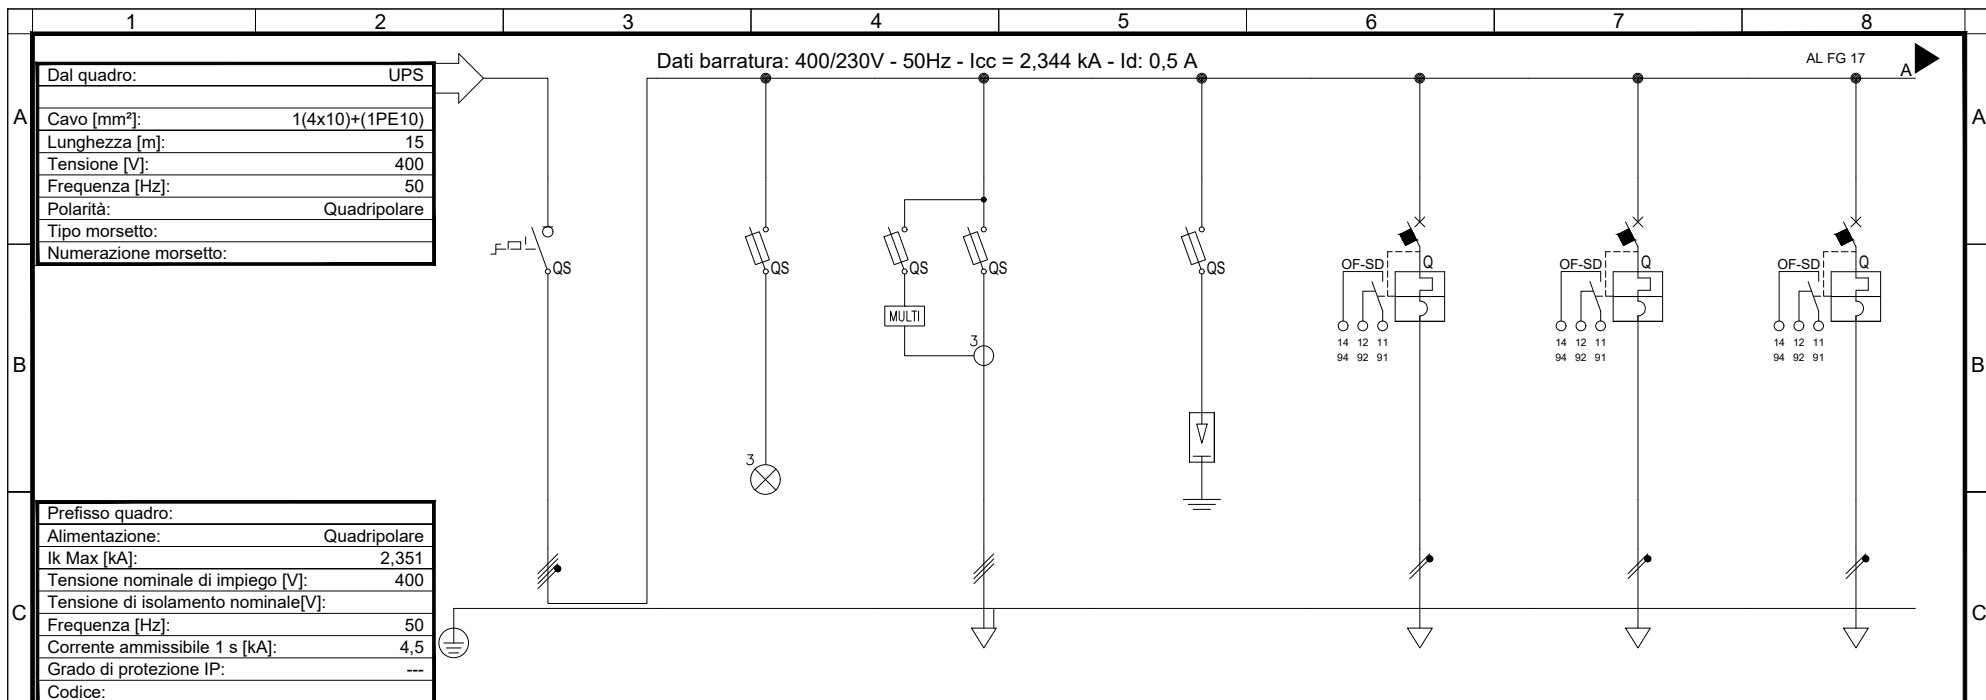 1 2 3 4 5 6 7 8
Dati barratura: 400/230V - 50Hz - Icc = 2,344 kA - Id: 0,5 A
AL FG 17
A
A
A
Dal quadro: UPS
Cavo [mm²]: 1(4x10)+(1PE10)
Lunghezza [m]: 15
Tensione [V]: 400
Frequenza [Hz]: 50
Polarità: Quadripolare
Tipo morsetto:
Numerazione morsetto:
QS
QS
QS
QS
QS
OF-SD Q
OF-SD Q
OF-SD Q
MULTI
3
14 12 11
94 92 91
14 12 11
94 92 91
14 12 11
94 92 91
B
B
3
Prefisso quadro:
Alimentazione: Quadripolare
Ik Max [kA]: 2,351
Tensione nominale di impiego [V]: 400
Tensione di isolamento nominale[V]:
Frequenza [Hz]: 50
Corrente ammissibile 1 s [kA]: 4,5
Grado di protezione IP: ---
Codice:
C
C